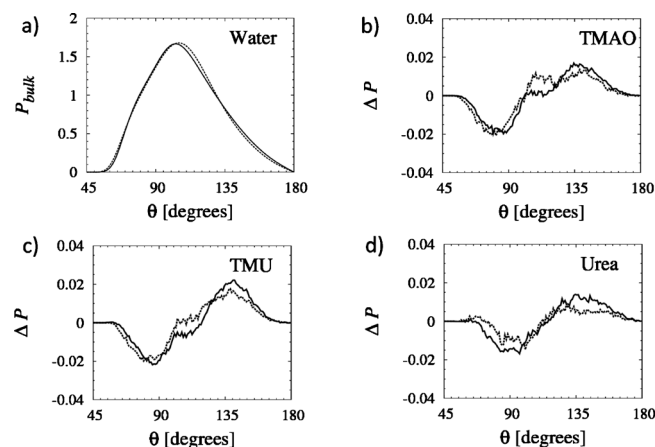 a)
Water
P_bulk
2
1.5
1
0.5
0
45 90 135 180
θ [degrees]
b)
TMAO
Δ P
0.04
0.02
0
-0.02
-0.04
45 90 135 180
θ [degrees]
c)
TMU
Δ P
0.04
0.02
0
-0.02
-0.04
45 90 135 180
θ [degrees]
d)
Urea
Δ P
0.04
0.02
0
-0.02
-0.04
45 90 135 180
θ [degrees]